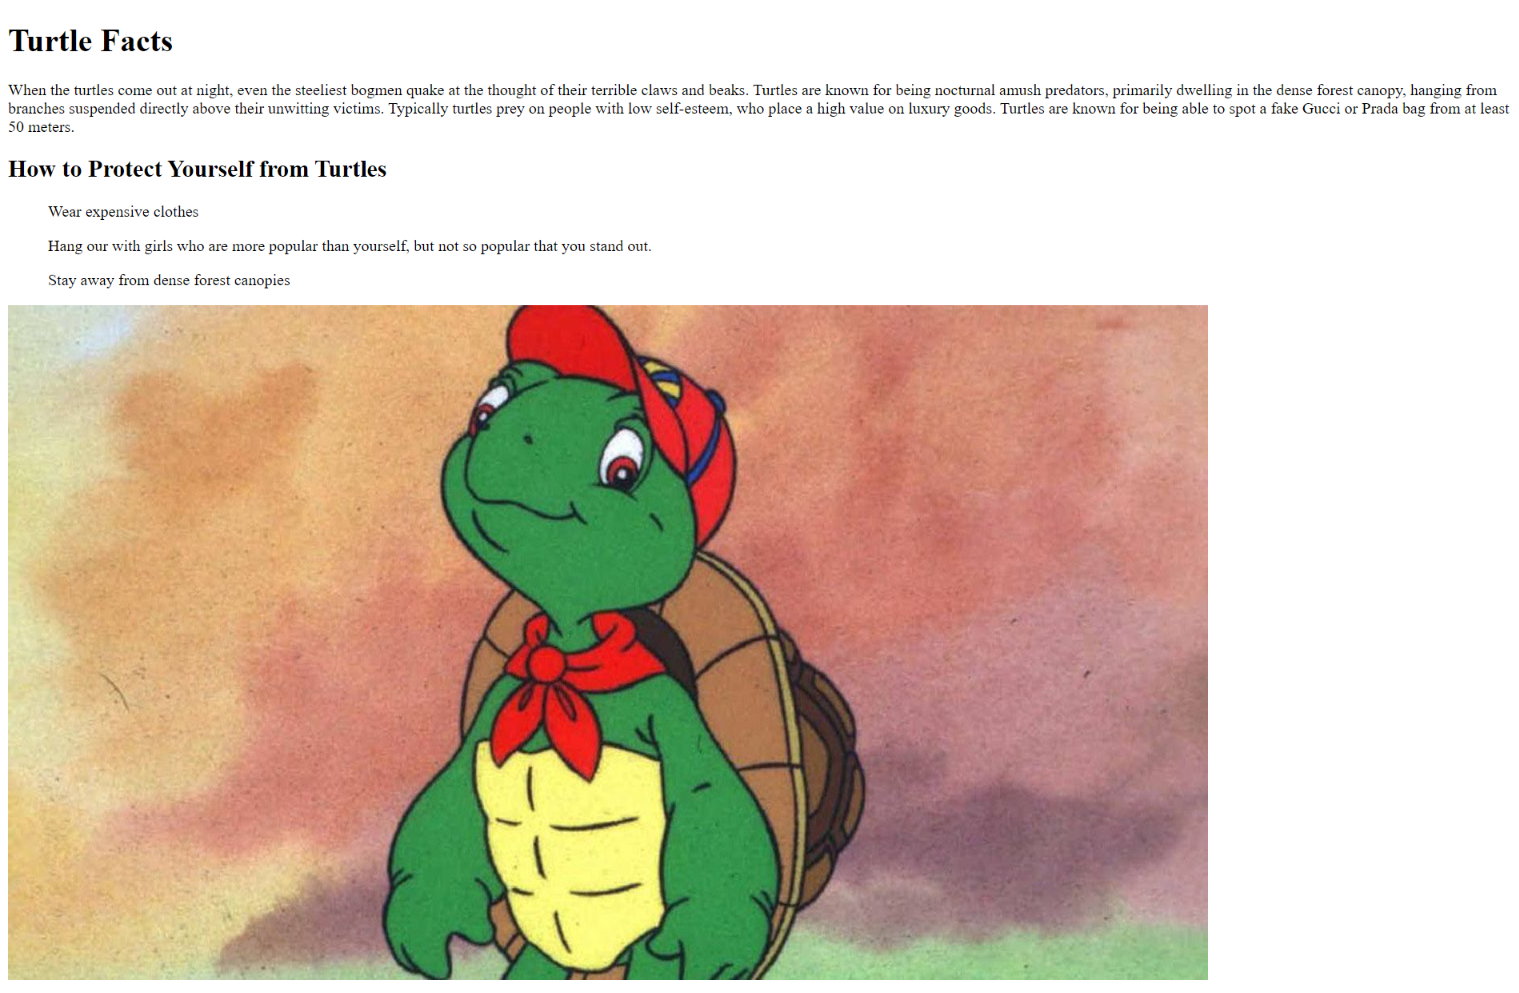 Turtle Facts
When the turtles come out at night, even the steeliest bogmen quake at the thought of their terrible claws and beaks. Turtles are known for being nocturnal amush predators, primarily dwelling in the dense forest canopy, hanging from
branches suspended directly above their unwitting victims. Typically turtles prey on people with low self-esteem, who place a high value on luxury goods. Turtles are known for being able to spot a fake Gucci or Prada bag from at least
50 meters.
How to Protect Yourself from Turtles
Wear expensive clothes
Hang our with girls who are more popular than yourself, but not so popular that you stand out.
Stay away from dense forest canopies